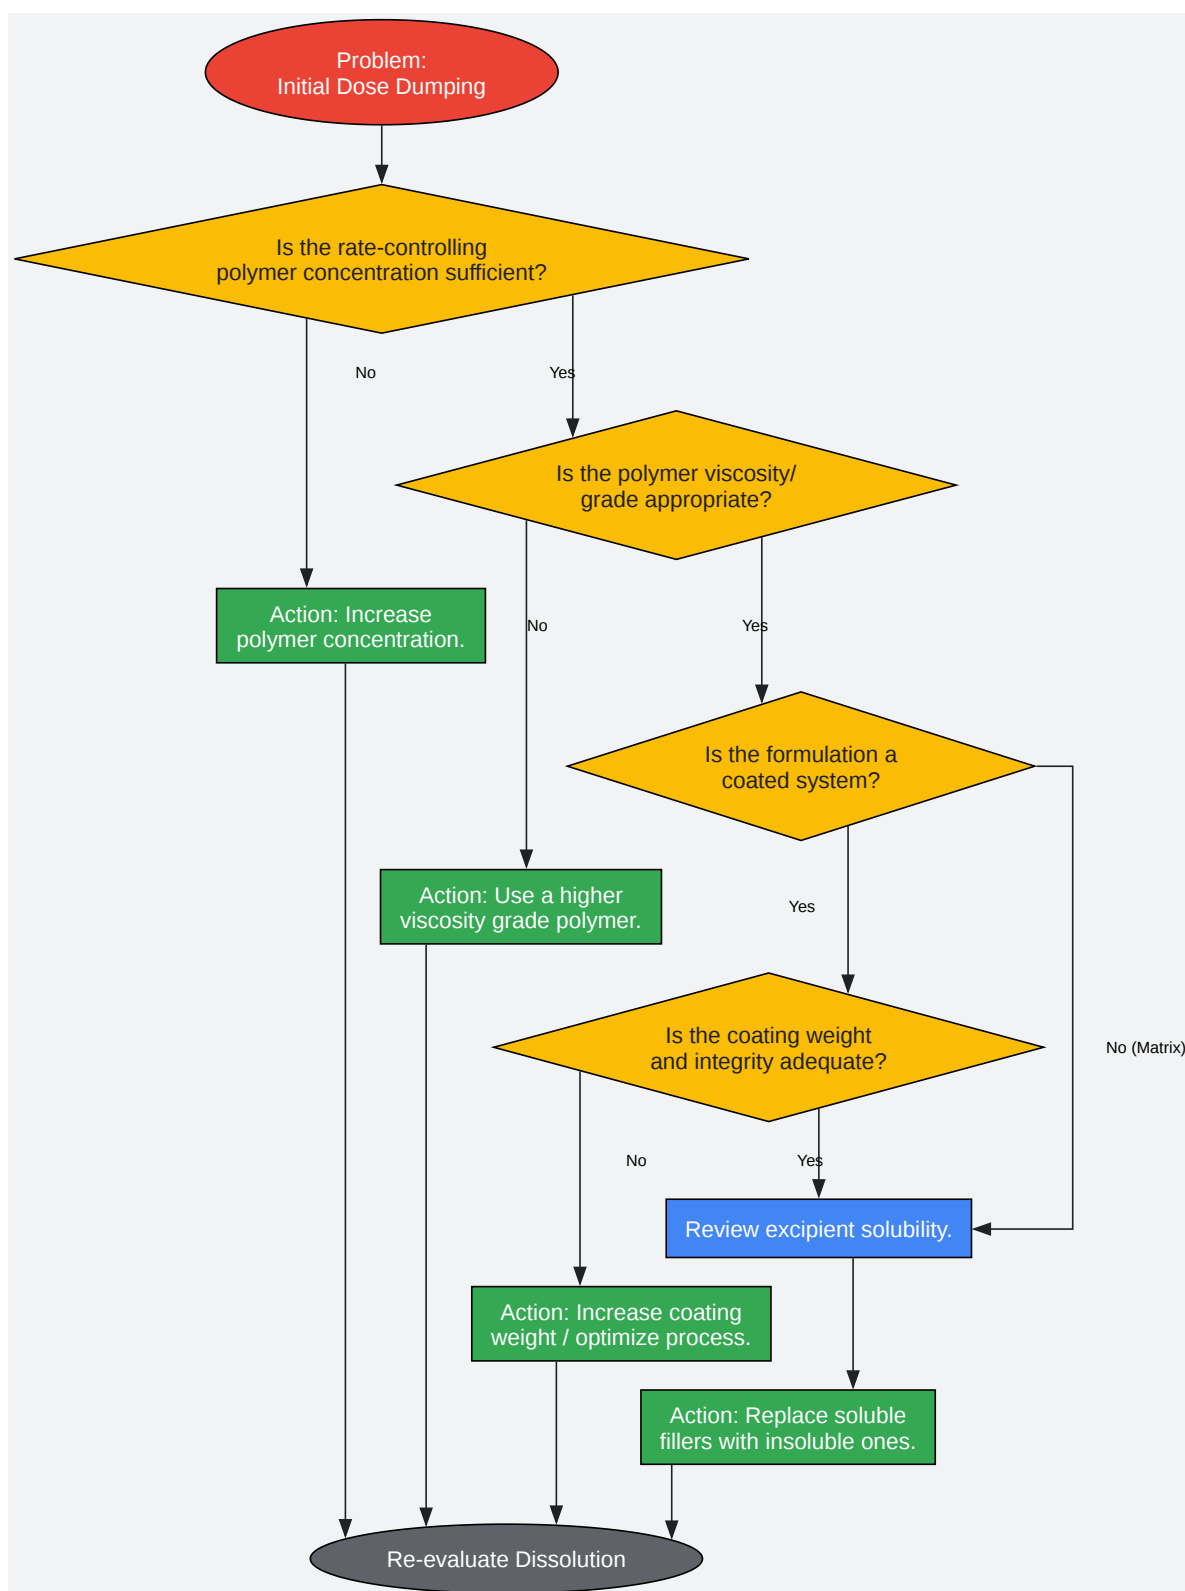 Problem:
Initial Dose Dumping
Is the rate-controlling
polymer concentration sufficient?
No
Yes
Is the polymer viscosity/
grade appropriate?
Action: Increase
polymer concentration.
No
Yes
Is the formulation a
coated system?
Action: Use a higher
viscosity grade polymer.
Yes
Is the coating weight
and integrity adequate?
No (Matrix)
No
Yes
Review excipient solubility.
Action: Increase coating
weight / optimize process.
Action: Replace soluble
fillers with insoluble ones.
Re-evaluate Dissolution